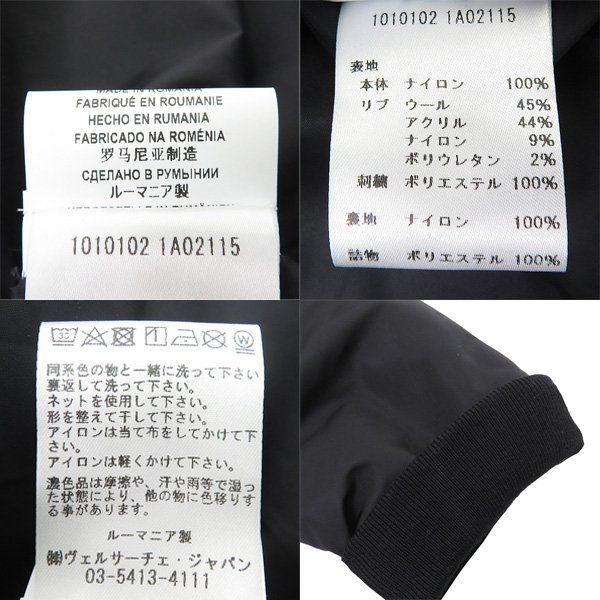 MADE IN ROMANIA
FABRIQUÉ EN ROUMANIE
HECHO EN RUMANIA
FABRICADO NA ROMÉNIA
罗马尼亚制造
СДЕЛАНО В РУМЫНИИ
ルーマニア製
1010102 1A02115
1010102 1A02115
表地
本体 ナイロン 100%
リブ ウール 45%
アクリル 44%
ナイロン 9%
ポリウレタン 2%
刺繍 ポリエステル 100%
裏地 ナイロン 100%
詰物 ポリエステル 100%
30 W
同系色の物と一緒に洗って下さい。
裏返して洗って下さい。
ネットを使用して下さい。
形を整えて干して下さい。
アイロンは当て布をしてかけて下さい。
アイロンは軽くかけて下さい。
濃色品は摩擦や、汗や雨等で湿った状態により、他の物に色移りする事があります。
ルーマニア製
㈱ヴェルサーチェ・ジャパン
03-5413-4111